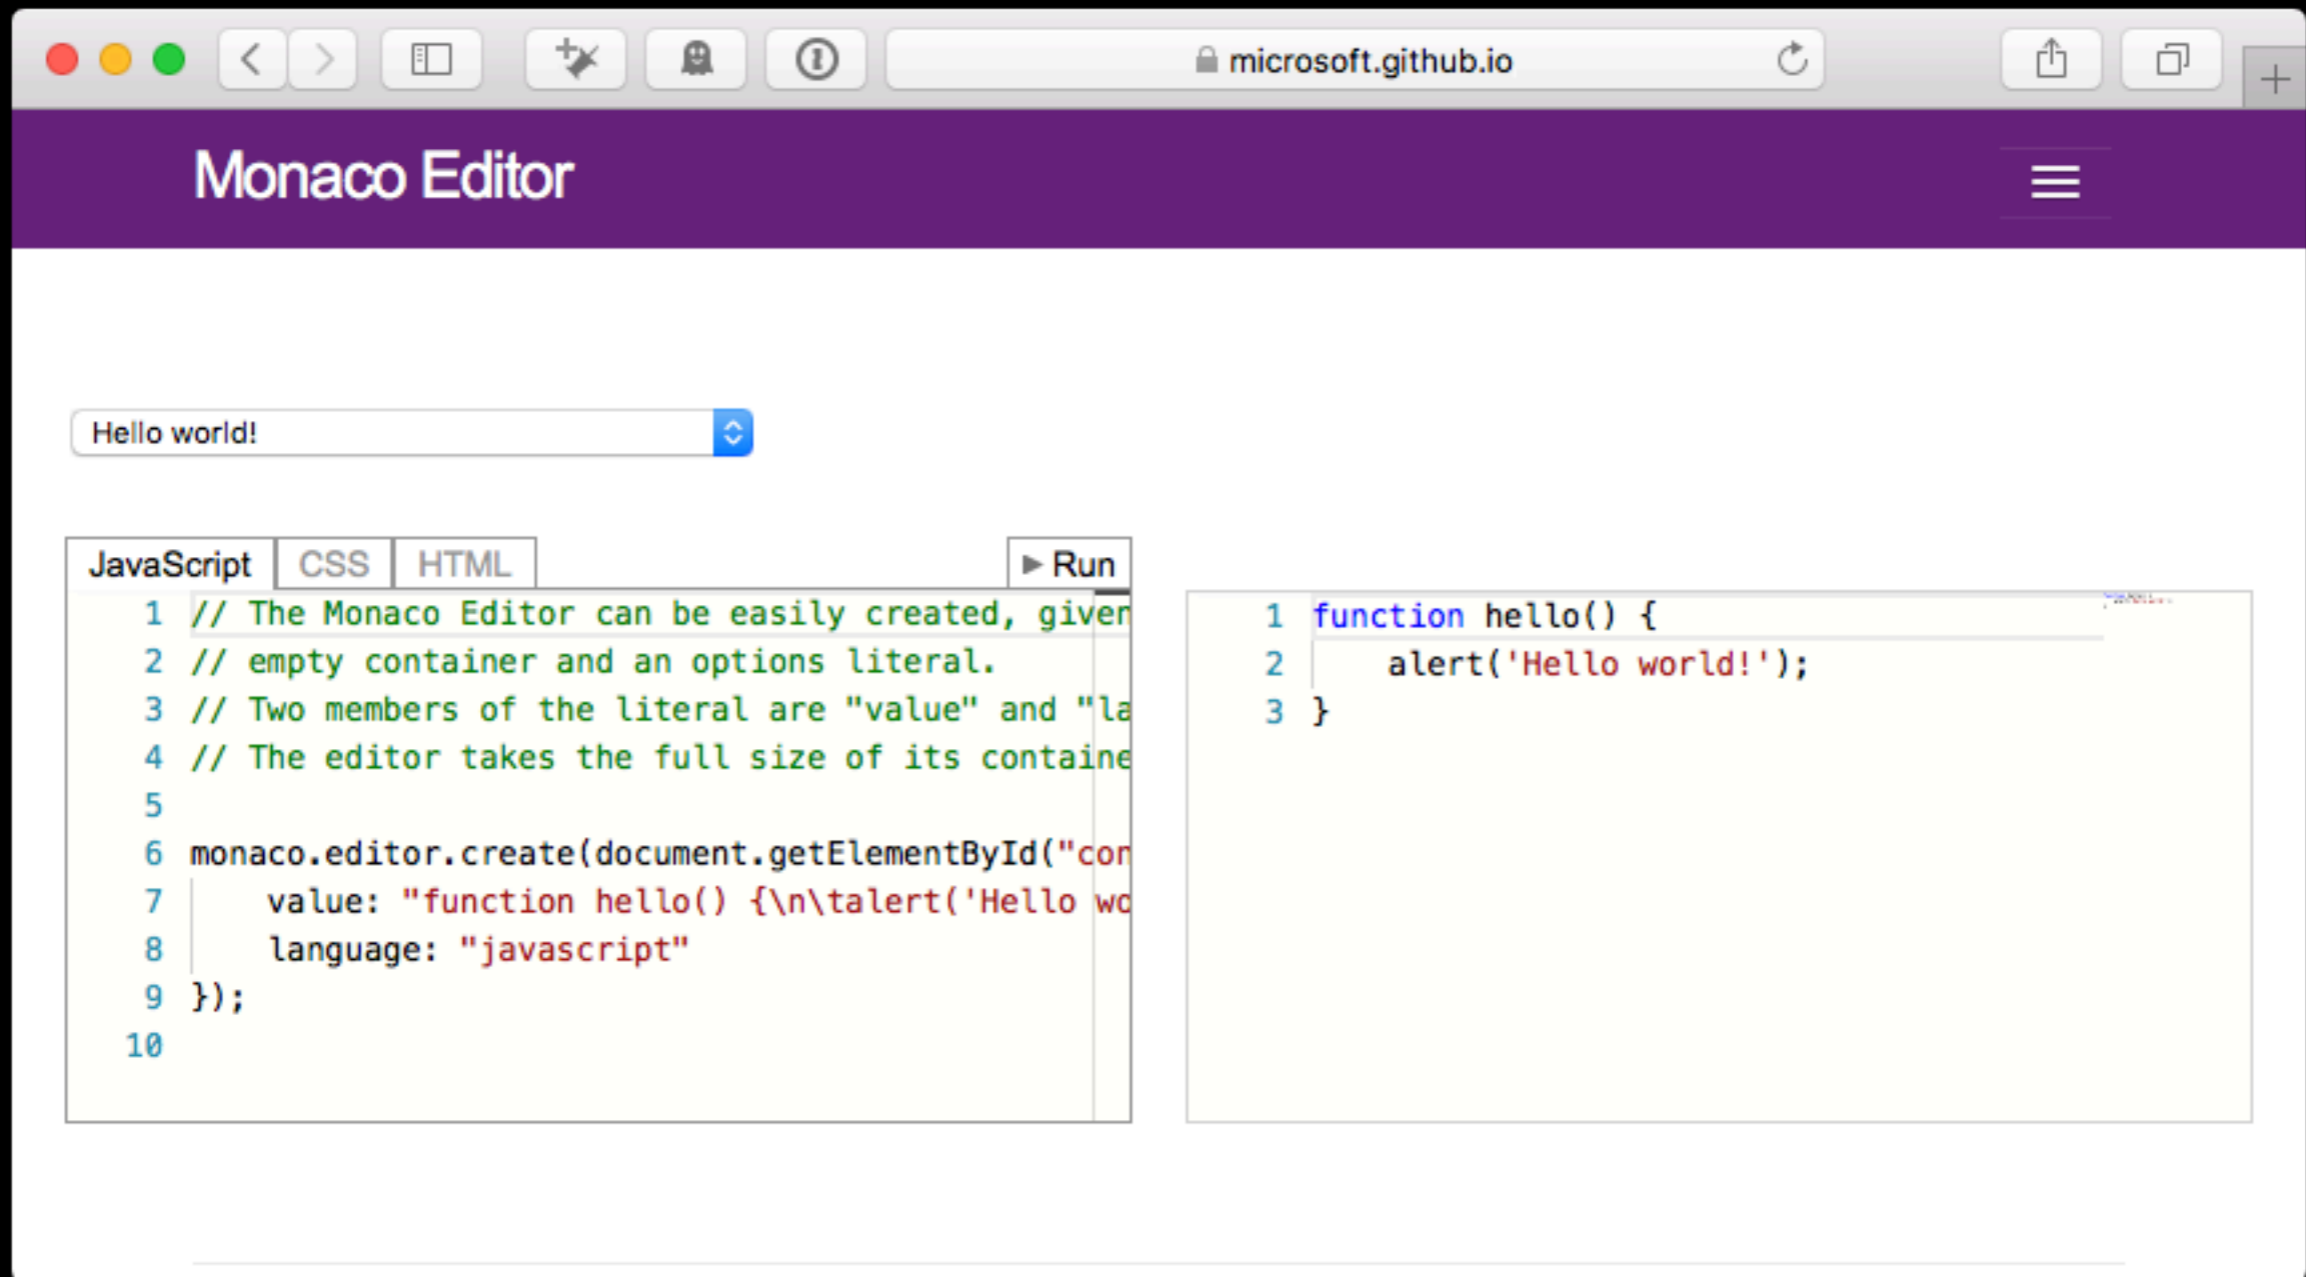 microsoft.github.io
Monaco Editor
Hello world!
JavaScript CSS HTML Run
1 // The Monaco Editor can be easily created, given
2 // empty container and an options literal.
3 // Two members of the literal are "value" and "la
4 // The editor takes the full size of its containe
5
6 monaco.editor.create(document.getElementById("con
7 value: "function hello() {\n\talert('Hello wo
8 language: "javascript"
9 });
10
1 function hello() {
2 alert('Hello world!');
3 }